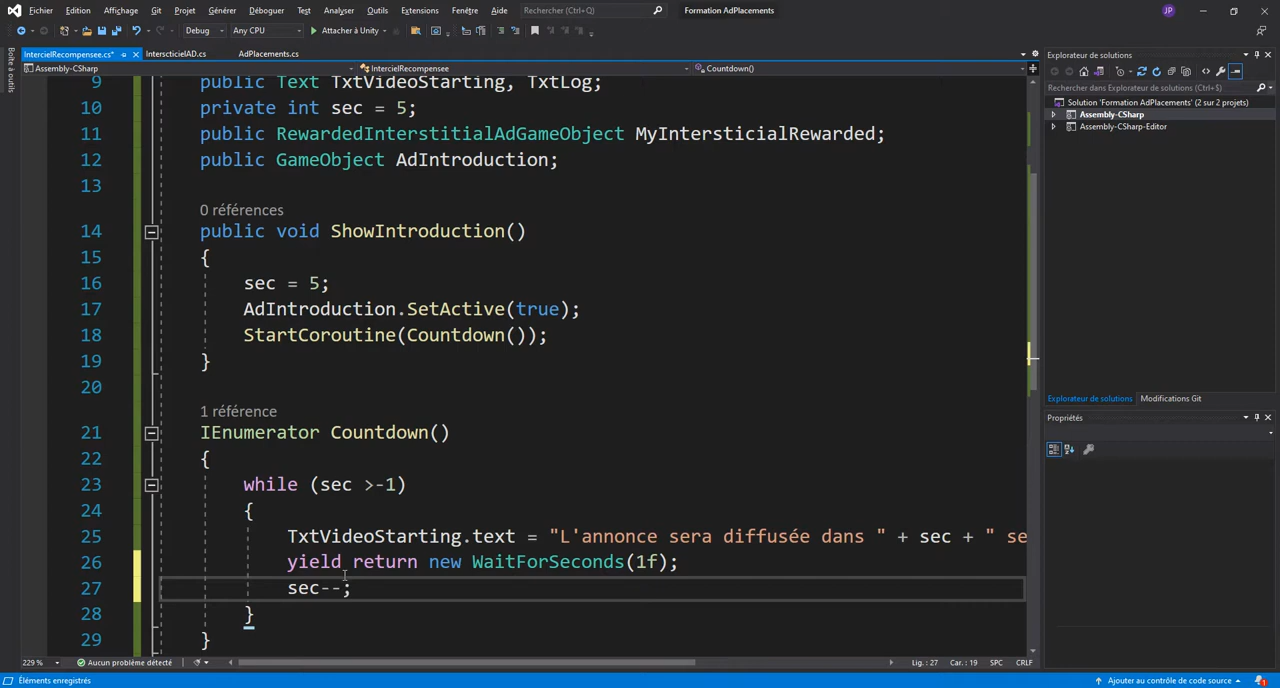 Fichier Edition Affichage Git Projet Générer Déboguer Test Analyser Outils Extensions Fenêtre Aide Rechercher (Ctrl+Q) Formation AdPlacements JP
Debug Any CPU Attacher à Unity
IntercielRecompensee.cs* InterscticielAD.cs AdPlacements.cs
Assembly-CSharp IntercielRecompensee Countdown()
Boîte à outils
9 public Text TxtVideoStarting, TxtLog;
10 private int sec = 5;
11 public RewardedInterstitialAdGameObject MyIntersticialRewarded;
12 public GameObject AdIntroduction;
13
0 références
14 public void ShowIntroduction()
15 {
16 sec = 5;
17 AdIntroduction.SetActive(true);
18 StartCoroutine(Countdown());
19 }
20
1 référence
21 IEnumerator Countdown()
22 {
23 while (sec >-1)
24 {
25 TxtVideoStarting.text = "L'annonce sera diffusée dans " + sec + " se
26 yield return new WaitForSeconds(1f);
27 sec--;
28 }
29 }
229 % Aucun problème détecté Lig. : 27 Car. : 19 SPC CRLF
Explorateur de solutions
Rechercher dans Explorateur de solutions (Ctrl+$)
Solution 'Formation AdPlacements' (2 sur 2 projets)
Assembly-CSharp
Assembly-CSharp-Editor
Explorateur de solutions Modifications Git
Propriétés
Éléments enregistrés Ajouter au contrôle de code source 1